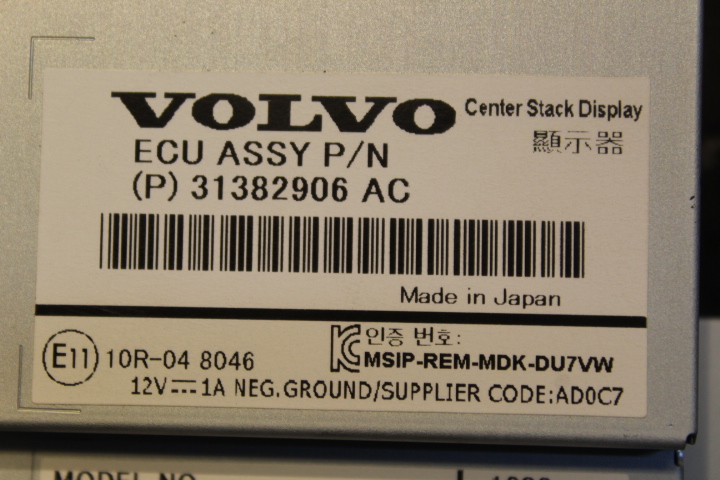 VOLVO Center Stack Display
顯示器
ECU ASSY P/N
(P) 31382906 AC
Made in Japan
E11 10R-04 8046
인증 번호:
MSIP-REM-MDK-DU7VW
12V⎓1A NEG.GROUND/SUPPLIER CODE:AD0C7
MODEL NO